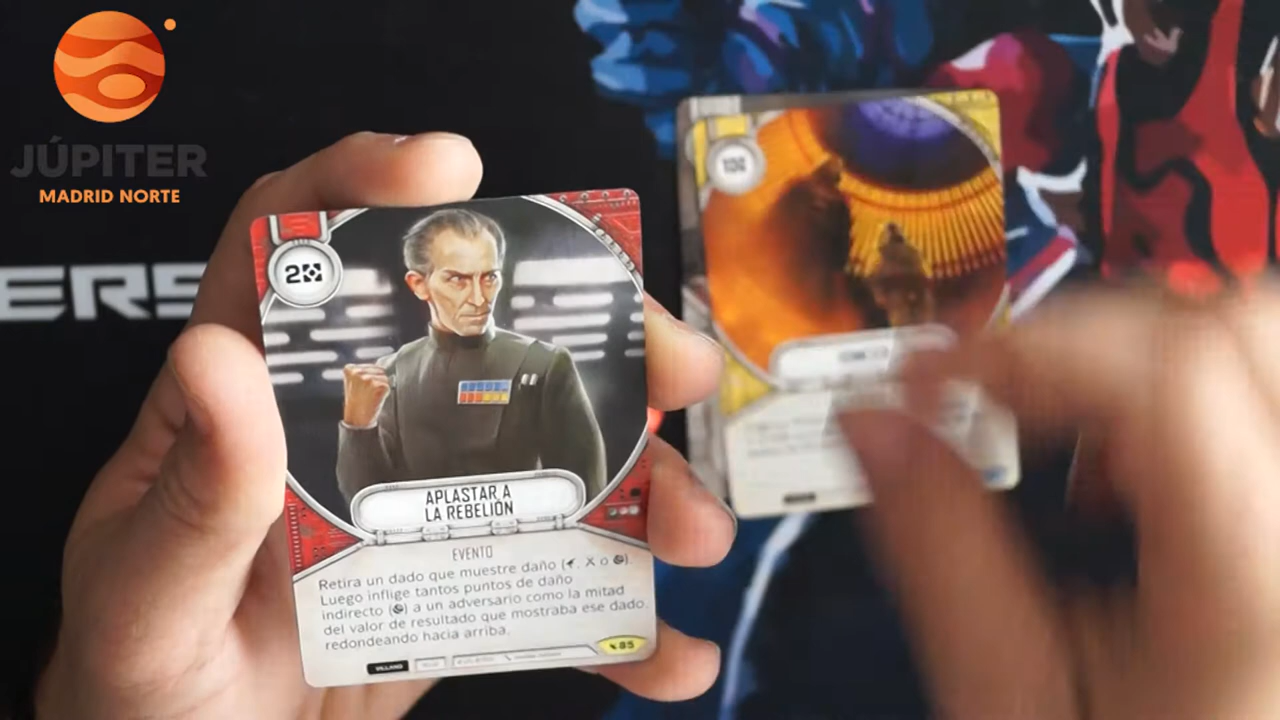 JÚPITER
MADRID NORTE
ERS
2
APLASTAR A
LA REBELIÓN
EVENTO
Retira un dado que muestre daño ( , o ).
Luego inflige tantos puntos de daño
indirecto ( ) a un adversario como la mitad
del valor de resultado que mostraba ese dado,
redondeando hacia arriba.
VILLANO
85